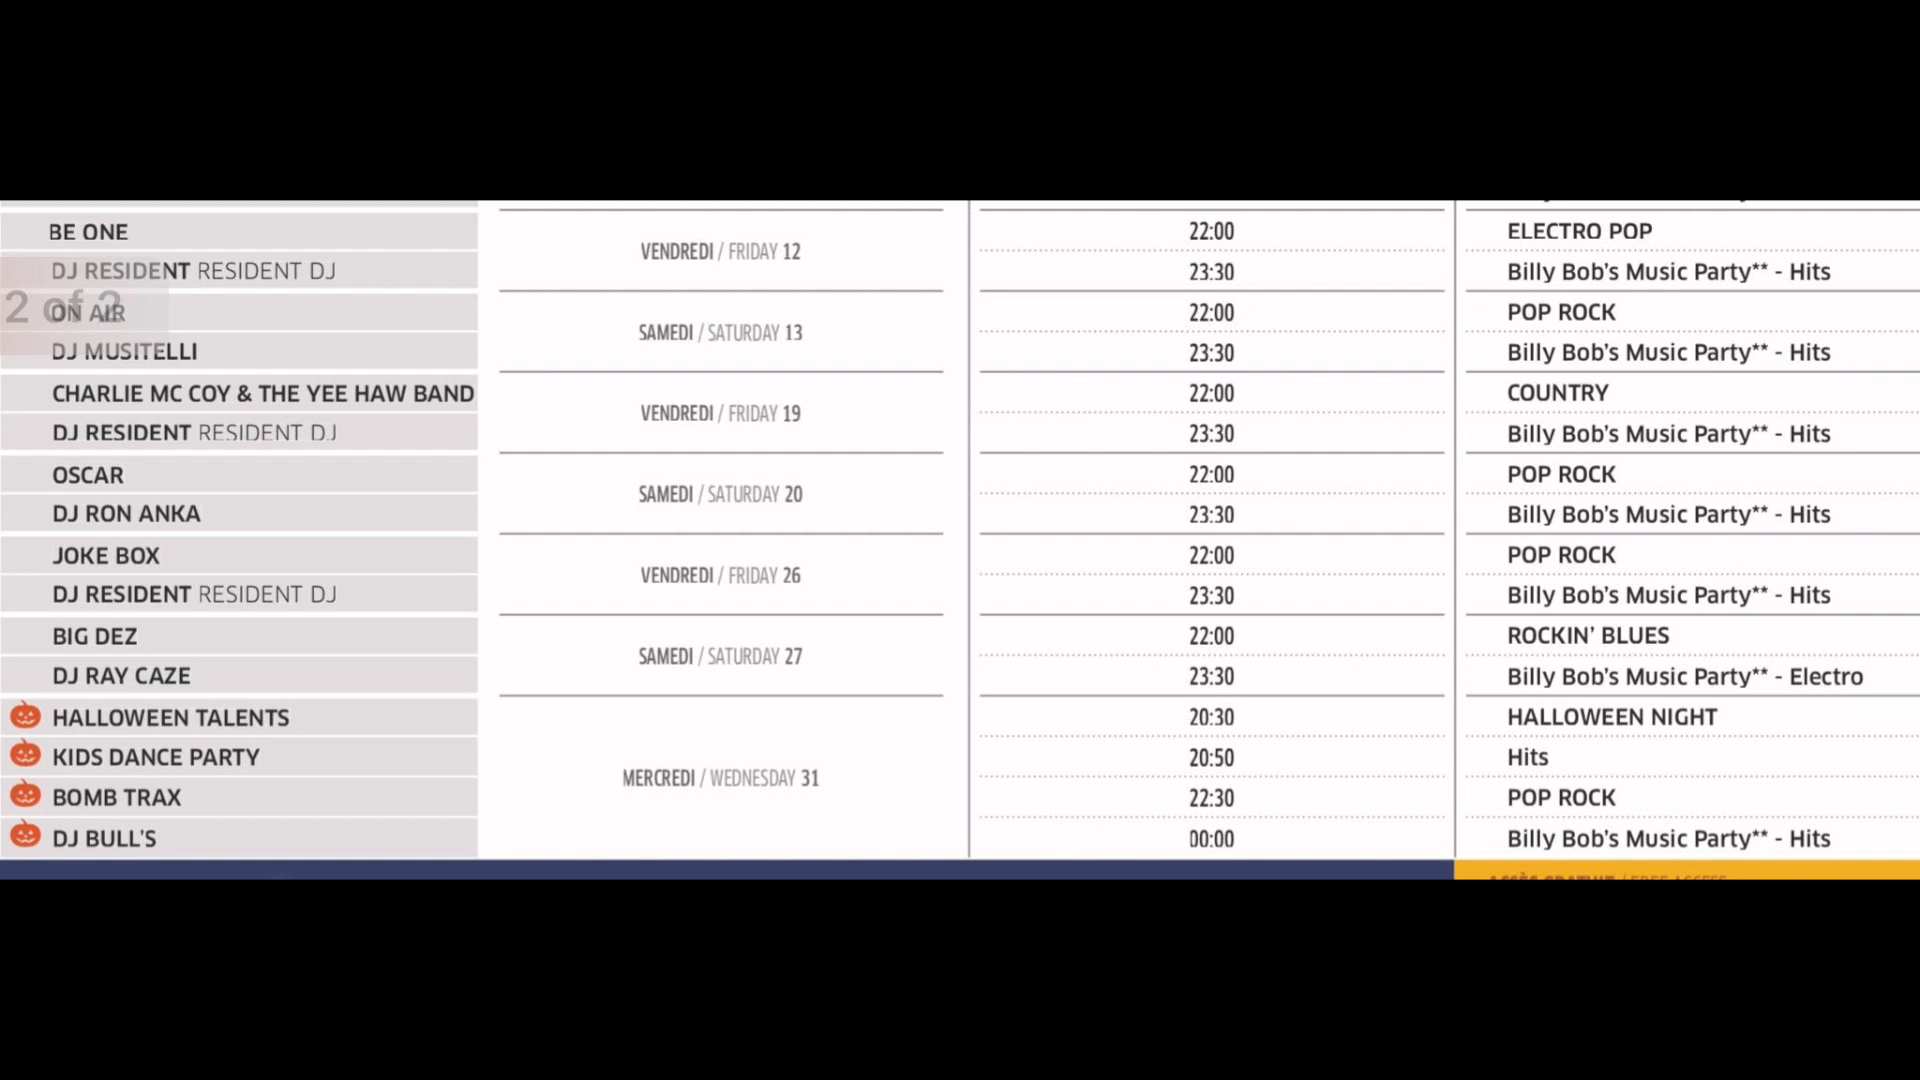 BE ONE VENDREDI / FRIDAY 12 22:00 ELECTRO POP
DJ RESIDENT RESIDENT DJ 23:30 Billy Bob's Music Party** - Hits
2 of 2
ON AIR SAMEDI / SATURDAY 13 22:00 POP ROCK
DJ MUSITELLI 23:30 Billy Bob's Music Party** - Hits
CHARLIE MC COY & THE YEE HAW BAND VENDREDI / FRIDAY 19 22:00 COUNTRY
DJ RESIDENT RESIDENT DJ 23:30 Billy Bob's Music Party** - Hits
OSCAR SAMEDI / SATURDAY 20 22:00 POP ROCK
DJ RON ANKA 23:30 Billy Bob's Music Party** - Hits
JOKE BOX VENDREDI / FRIDAY 26 22:00 POP ROCK
DJ RESIDENT RESIDENT DJ 23:30 Billy Bob's Music Party** - Hits
BIG DEZ SAMEDI / SATURDAY 27 22:00 ROCKIN' BLUES
DJ RAY CAZE 23:30 Billy Bob's Music Party** - Electro
HALLOWEEN TALENTS MERCREDI / WEDNESDAY 31 20:30 HALLOWEEN NIGHT
KIDS DANCE PARTY 20:50 Hits
BOMB TRAX 22:30 POP ROCK
DJ BULL'S 00:00 Billy Bob's Music Party** - Hits
ACCÈS GRATUIT / FREE ACCESS